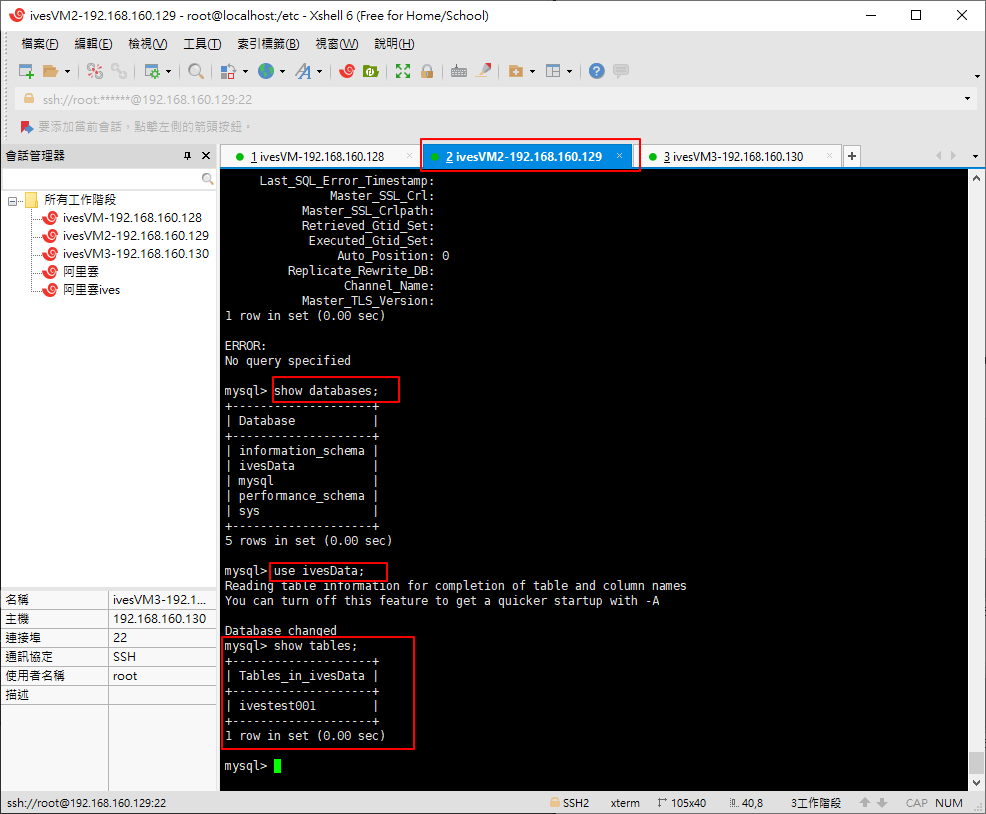 ivesVM2-192.168.160.129 - root@localhost:/etc - Xshell 6 (Free for Home/School)
檔案(F) 編輯(E) 檢視(V) 工具(T) 索引標籤(B) 視窗(W) 說明(H)
ssh://root:******@192.168.160.129:22
要添加當前會話，點擊左側的箭頭按鈕。
會話管理器
1 ivesVM-192.168.160.128
2 ivesVM2-192.168.160.129
3 ivesVM3-192.168.160.130
所有工作階段
ivesVM-192.168.160.128
ivesVM2-192.168.160.129
ivesVM3-192.168.160.130
阿里雲
阿里雲ives
名稱 ivesVM3-192.1...
主機 192.168.160.130
連接埠 22
通訊協定 SSH
使用者名稱 root
描述
Last_SQL_Error_Timestamp:
Master_SSL_Crl:
Master_SSL_Crlpath:
Retrieved_Gtid_Set:
Executed_Gtid_Set:
Auto_Position: 0
Replicate_Rewrite_DB:
Channel_Name:
Master_TLS_Version:
1 row in set (0.00 sec)
ERROR:
No query specified
mysql> show databases;
+--------------------+
| Database           |
+--------------------+
| information_schema |
| ivesData           |
| mysql              |
| performance_schema |
| sys                |
+--------------------+
5 rows in set (0.00 sec)
mysql> use ivesData;
Reading table information for completion of table and column names
You can turn off this feature to get a quicker startup with -A
Database changed
mysql> show tables;
+--------------------+
| Tables_in_ivesData |
+--------------------+
| ivestest001        |
+--------------------+
1 row in set (0.00 sec)
mysql>
ssh://root@192.168.160.129:22 SSH2 xterm 105x40 40,8 3工作階段 CAP NUM